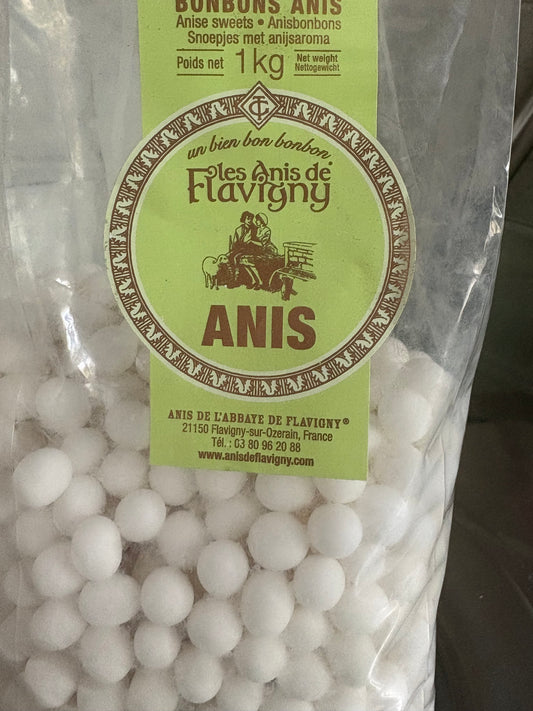 BONBONS ANIS
Anise sweets • Anisbonbons
Snoepjes met anijsaroma
Poids net 1kg Net weight
Nettogewicht
un bien bon bonbon®
les Anis de
Flavigny
ANIS
ANIS DE L'ABBAYE DE FLAVIGNY®
21150 Flavigny-sur-Ozerain, France
Tél. : 03 80 96 20 88
www.anisdeflavigny.com